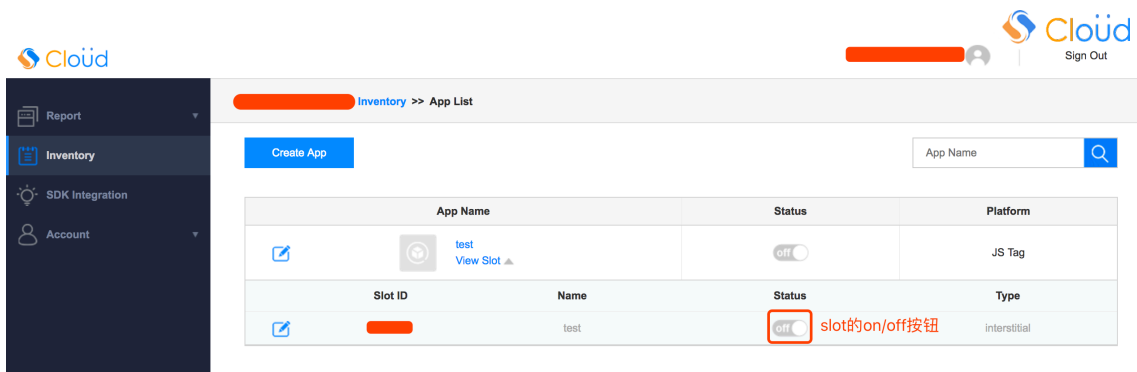 Cloüd
Cloüd
Sign Out
Inventory >> App List
Report
Inventory
SDK Integration
Account
Create App
App Name
App Name Status Platform
test
View Slot
off
JS Tag
Slot ID Name Status Type
test off slot的on/off按钮 interstitial